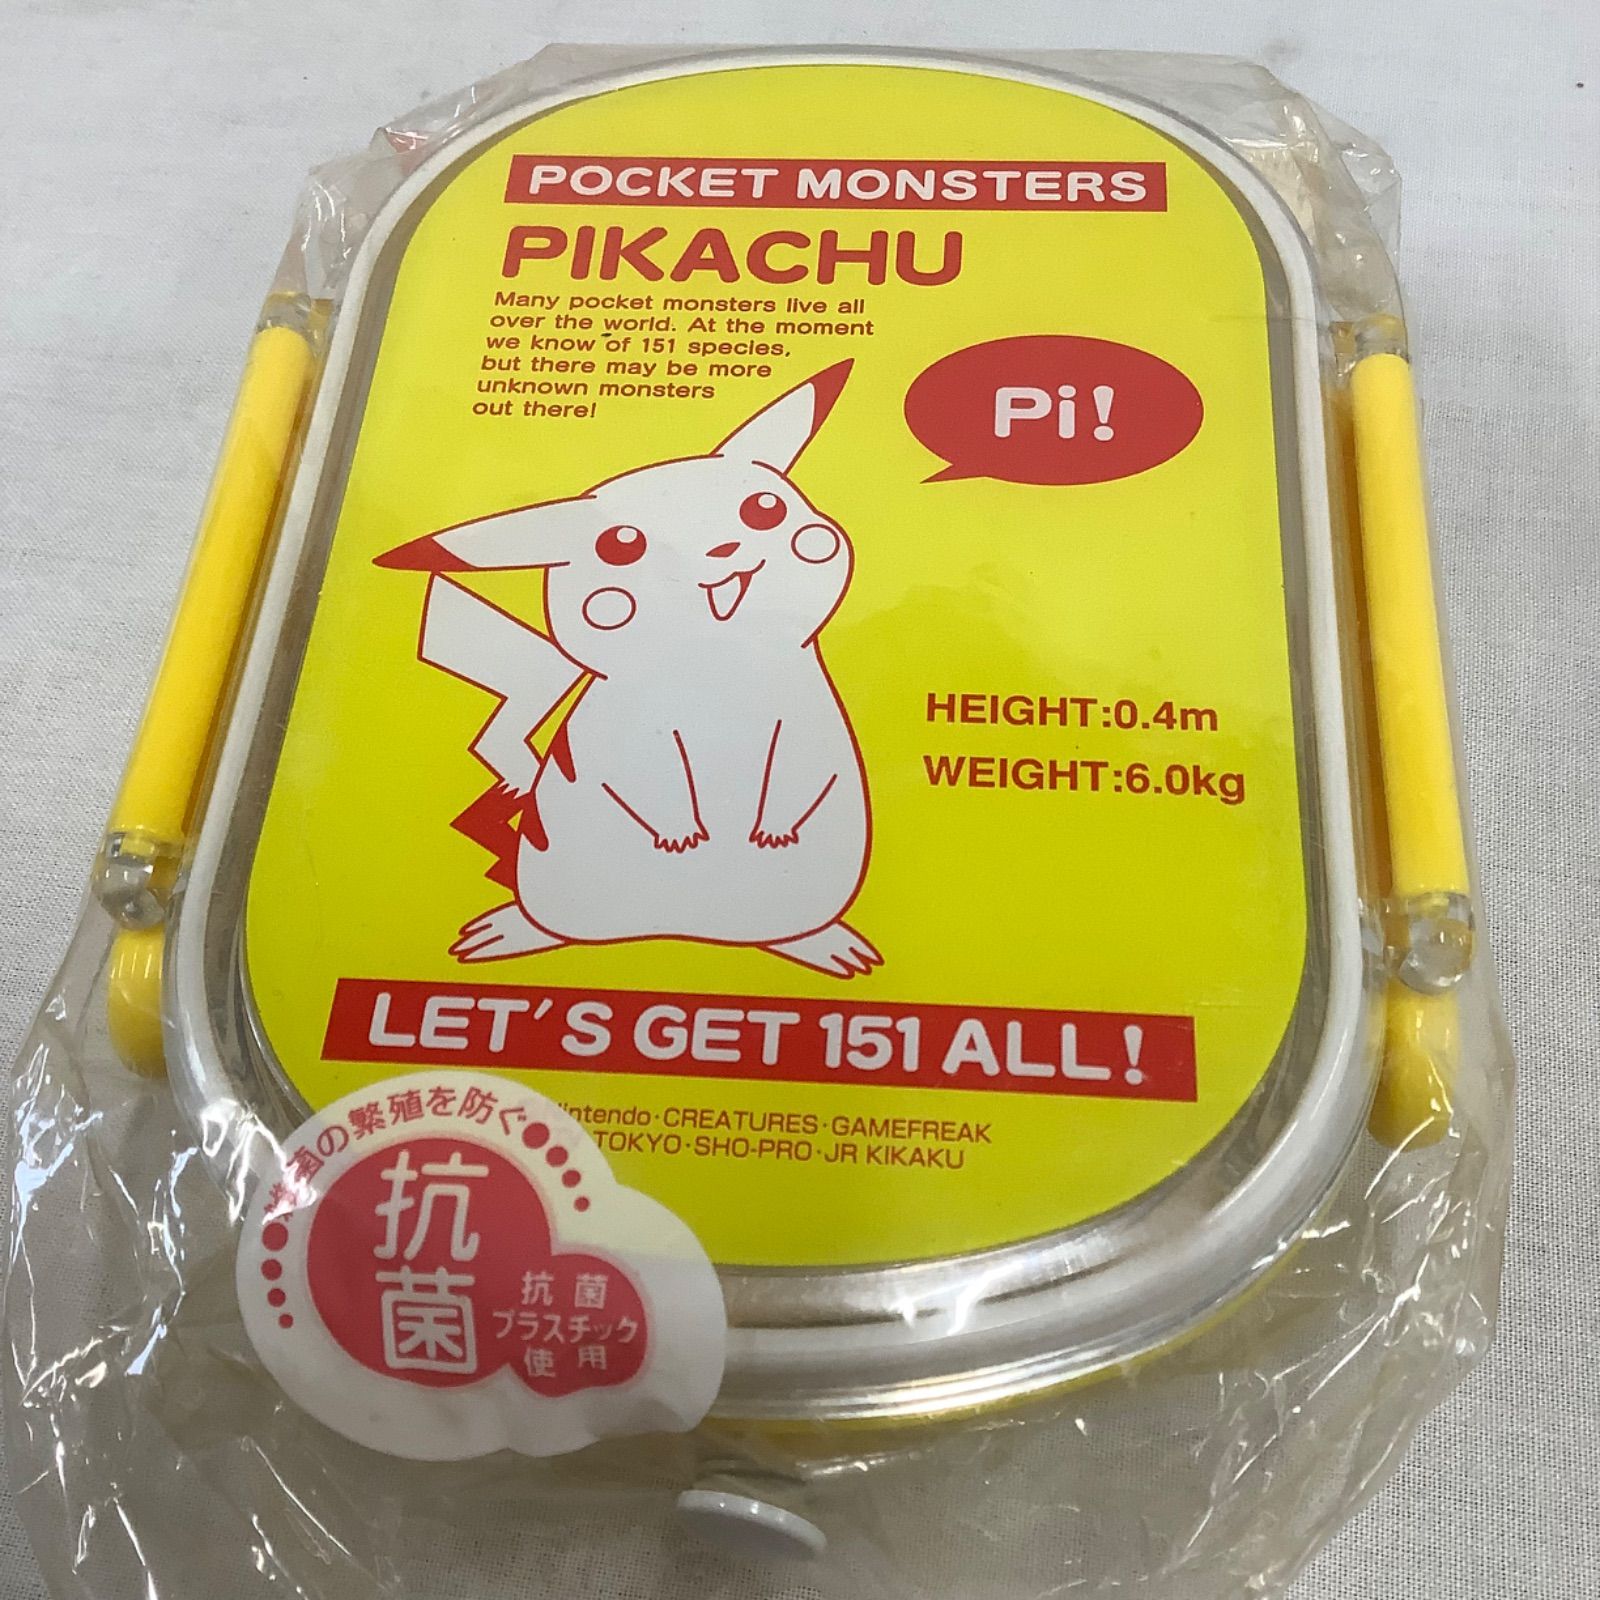 POCKET MONSTERS
PIKACHU
Many pocket monsters live all
over the world. At the moment
we know of 151 species,
but there may be more
unknown monsters
out there!
Pi!
HEIGHT:0.4m
WEIGHT:6.0kg
LET'S GET 151 ALL!
Nintendo·CREATURES·GAMEFREAK
TOKYO·SHO-PRO·JR KIKAKU
菌の繁殖を防ぐ
抗菌
抗菌
プラスチック
使用